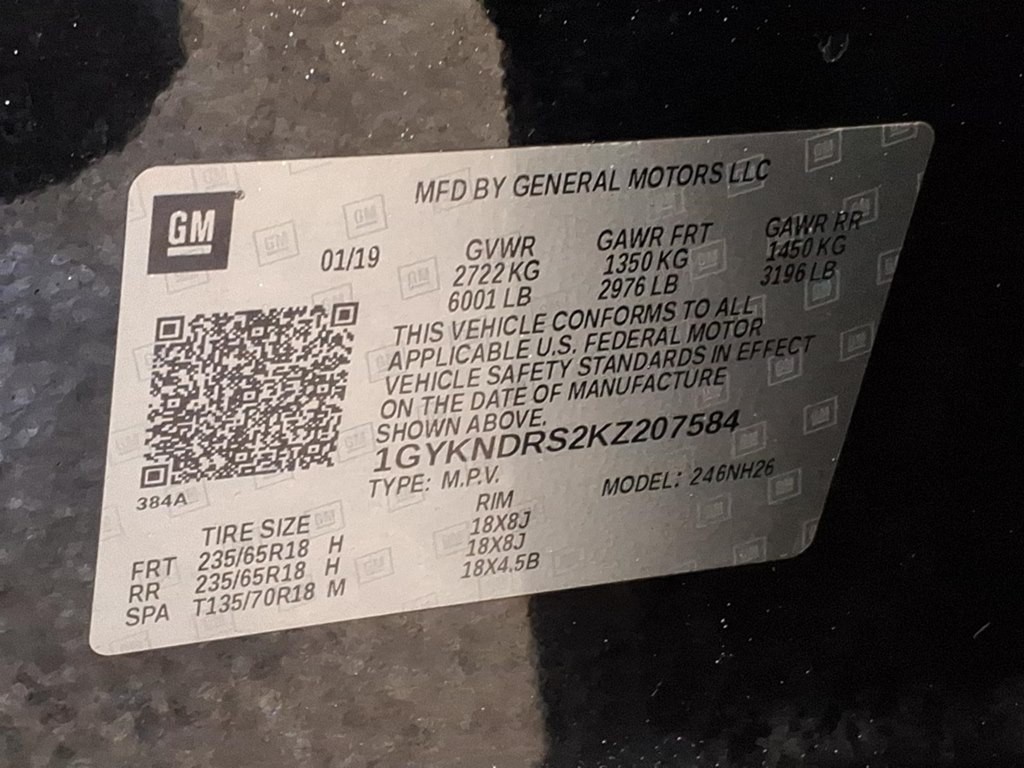 MFD BY GENERAL MOTORS LLC
GM
01/19
GVWR GAWR FRT GAWR RR
2722 KG 1350 KG 1450 KG
6001 LB 2976 LB 3196 LB
THIS VEHICLE CONFORMS TO ALL
APPLICABLE U.S. FEDERAL MOTOR
VEHICLE SAFETY STANDARDS IN EFFECT
ON THE DATE OF MANUFACTURE
SHOWN ABOVE.
1GYKNDRS2KZ207584
TYPE: M.P.V. MODEL: 246NH26
384A
TIRE SIZE RIM
FRT 235/65R18 H 18X8J
RR 235/65R18 H 18X8J
SPA T135/70R18 M 18X4.5B